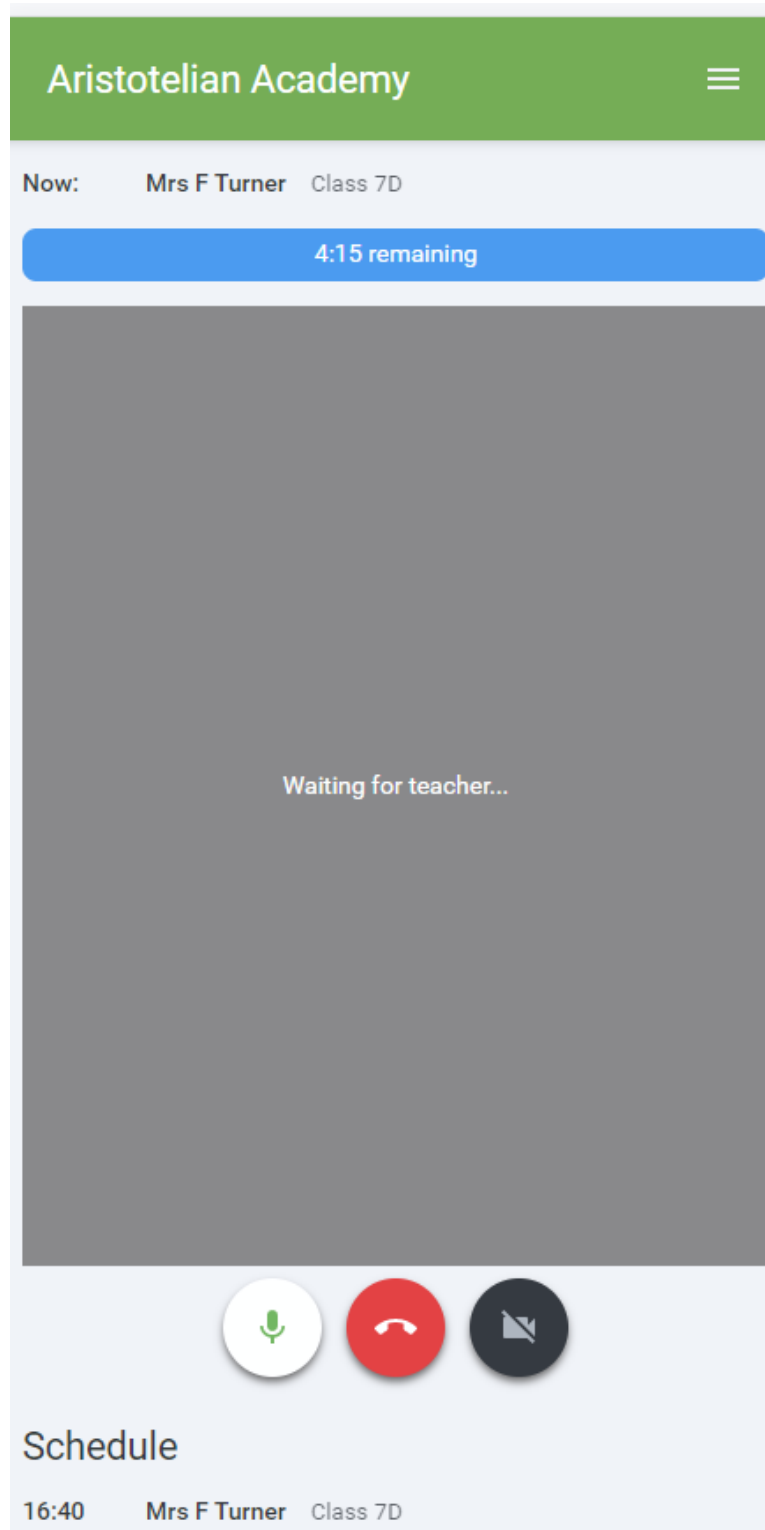 Aristotelian Academy
Now: Mrs F Turner Class 7D
4:15 remaining
Waiting for teacher...
Schedule
16:40 Mrs F Turner Class 7D